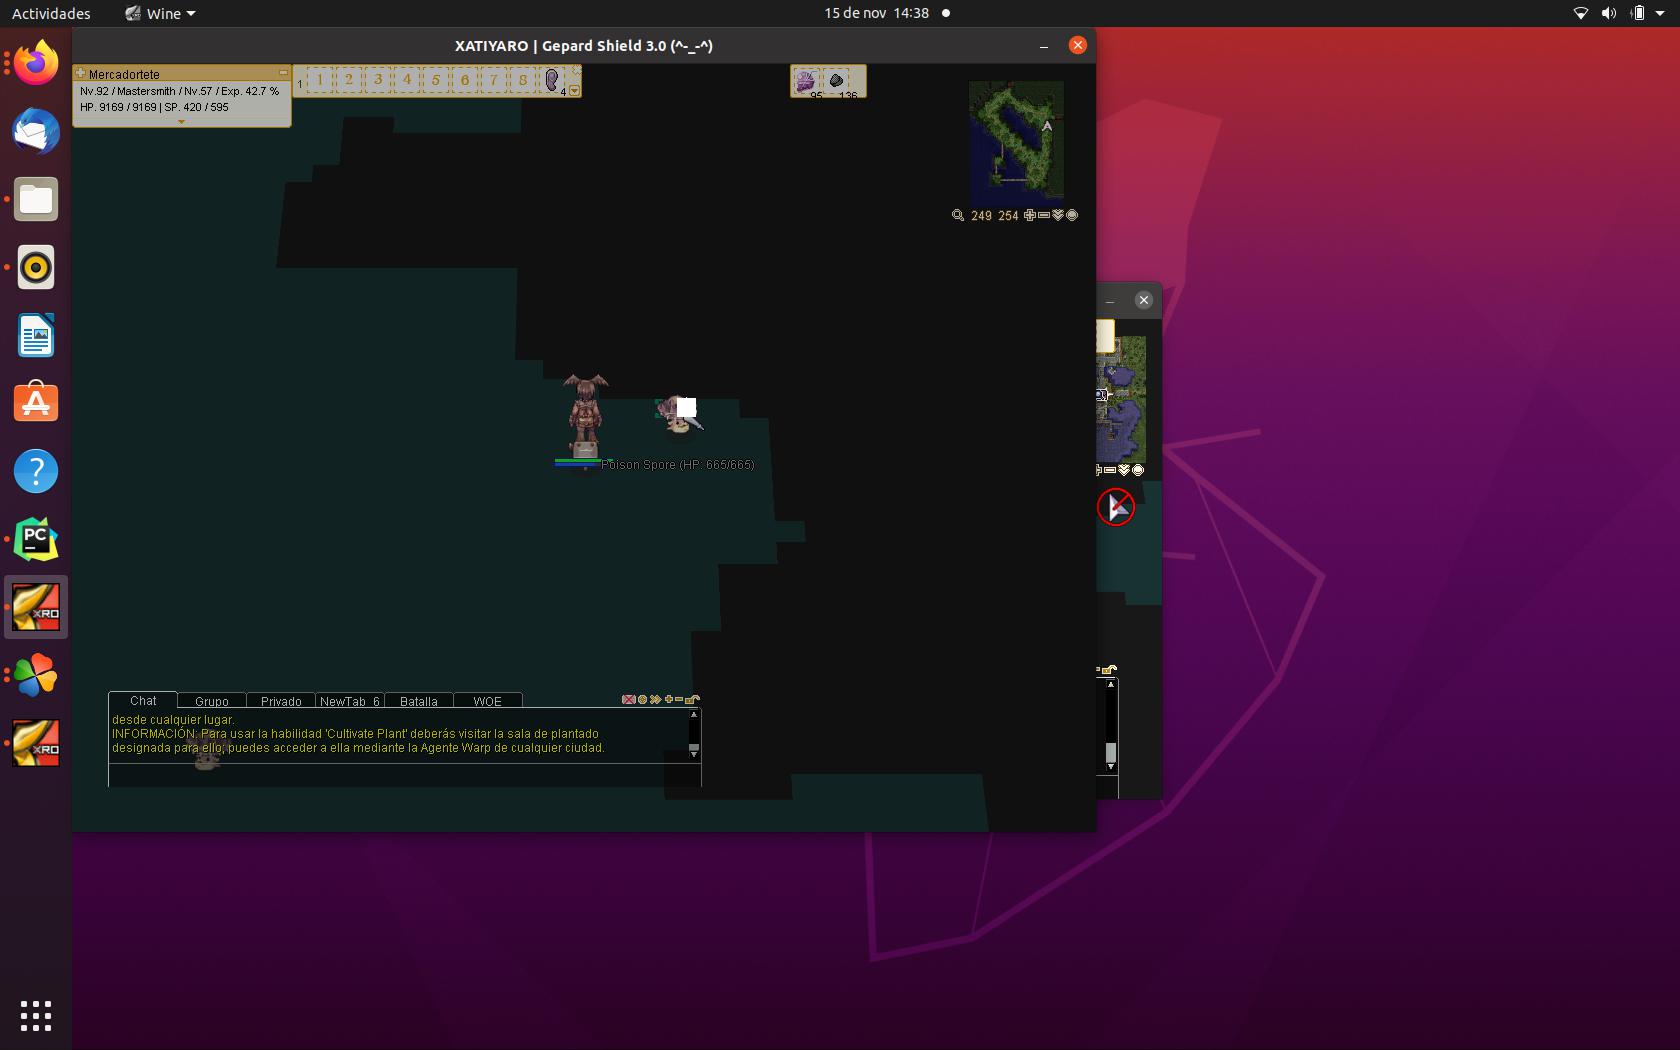 Actividades
Wine
15 de nov 14:38
XATIYARO | Gepard Shield 3.0 (^-_-^)
Mercadortete
Nv.92 / Mastersmith / Nv.57 / Exp. 42.7 %
HP. 9169 / 9169 | SP. 420 / 595
1 1 2 3 4 5 6 7 8 4
95 136
249 254
Poison Spore (HP: 665/665)
Chat Grupo Privado NewTab 6 Batalla WOE
desde cualquier lugar.
INFORMACIÓN: Para usar la habilidad 'Cultivate Plant' deberás visitar la sala de plantado
designada para ello, puedes acceder a ella mediante la Agente Warp de cualquier ciudad.
PC
XRO
XRO